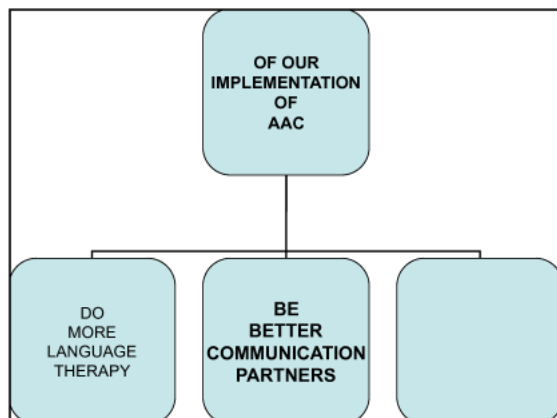 OF OUR
IMPLEMENTATION
OF
AAC
DO
MORE
LANGUAGE
THERAPY
BE
BETTER
COMMUNICATION
PARTNERS